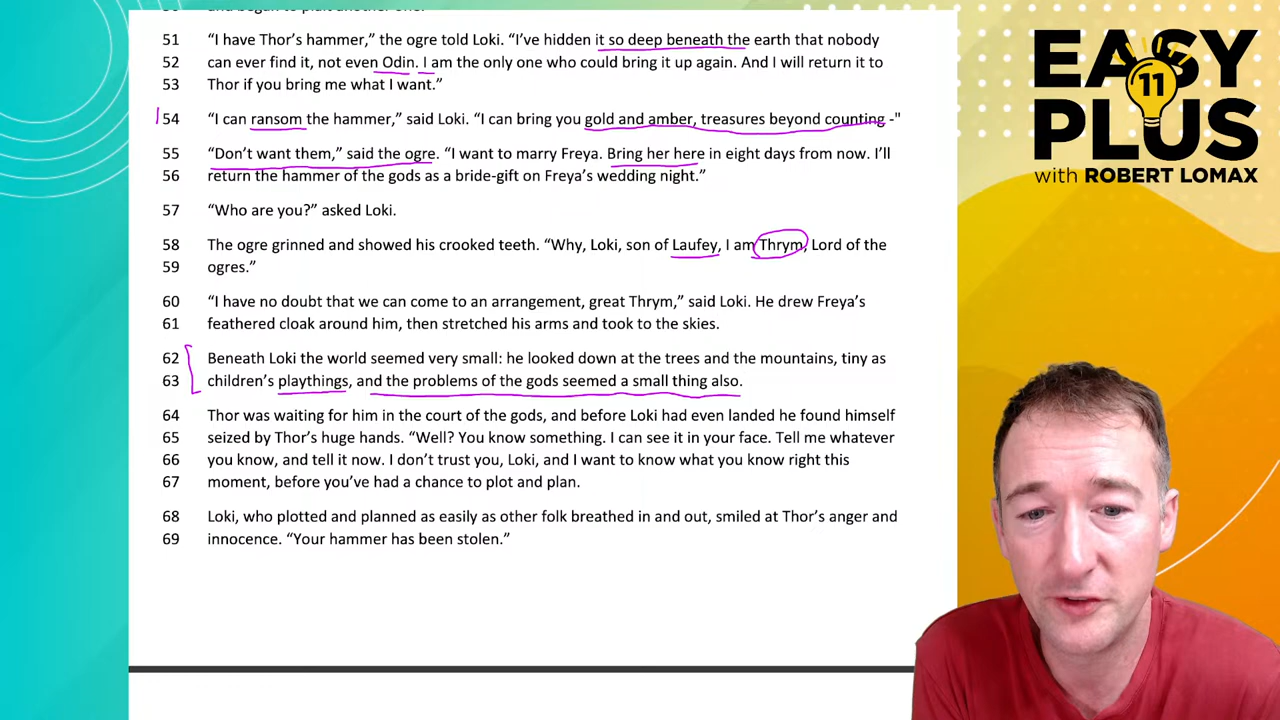 51 "I have Thor's hammer," the ogre told Loki. "I've hidden it so deep beneath the earth that nobody
52 can ever find it, not even Odin. I am the only one who could bring it up again. And I will return it to
53 Thor if you bring me what I want."
54 "I can ransom the hammer," said Loki. "I can bring you gold and amber, treasures beyond counting -"
55 "Don't want them," said the ogre. "I want to marry Freya. Bring her here in eight days from now. I'll
56 return the hammer of the gods as a bride-gift on Freya's wedding night."
57 "Who are you?" asked Loki.
58 The ogre grinned and showed his crooked teeth. "Why, Loki, son of Laufey, I am Thrym, Lord of the
59 ogres."
60 "I have no doubt that we can come to an arrangement, great Thrym," said Loki. He drew Freya's
61 feathered cloak around him, then stretched his arms and took to the skies.
62 Beneath Loki the world seemed very small: he looked down at the trees and the mountains, tiny as
63 children's playthings, and the problems of the gods seemed a small thing also.
64 Thor was waiting for him in the court of the gods, and before Loki had even landed he found himself
65 seized by Thor's huge hands. "Well? You know something. I can see it in your face. Tell me whatever
66 you know, and tell it now. I don't trust you, Loki, and I want to know what you know right this
67 moment, before you've had a chance to plot and plan.
68 Loki, who plotted and planned as easily as other folk breathed in and out, smiled at Thor's anger and
69 innocence. "Your hammer has been stolen."
EASY
11
PLUS
with ROBERT LOMAX